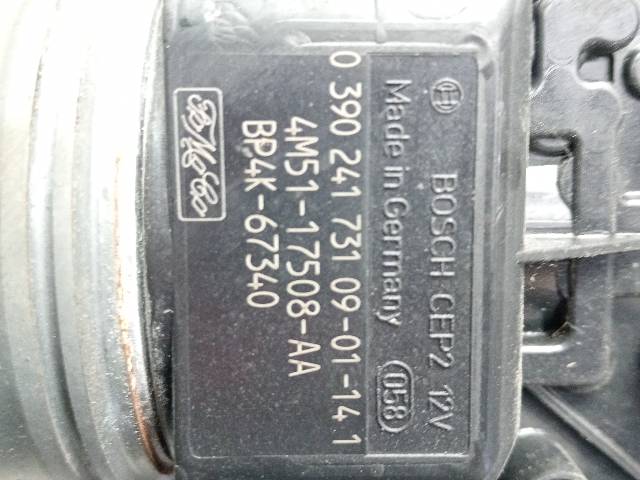 BOSCH CEP2 12V
Made in Germany 058
0 390 241 731 09-01-14 1
4M51-17508-AA
BP4K-67340